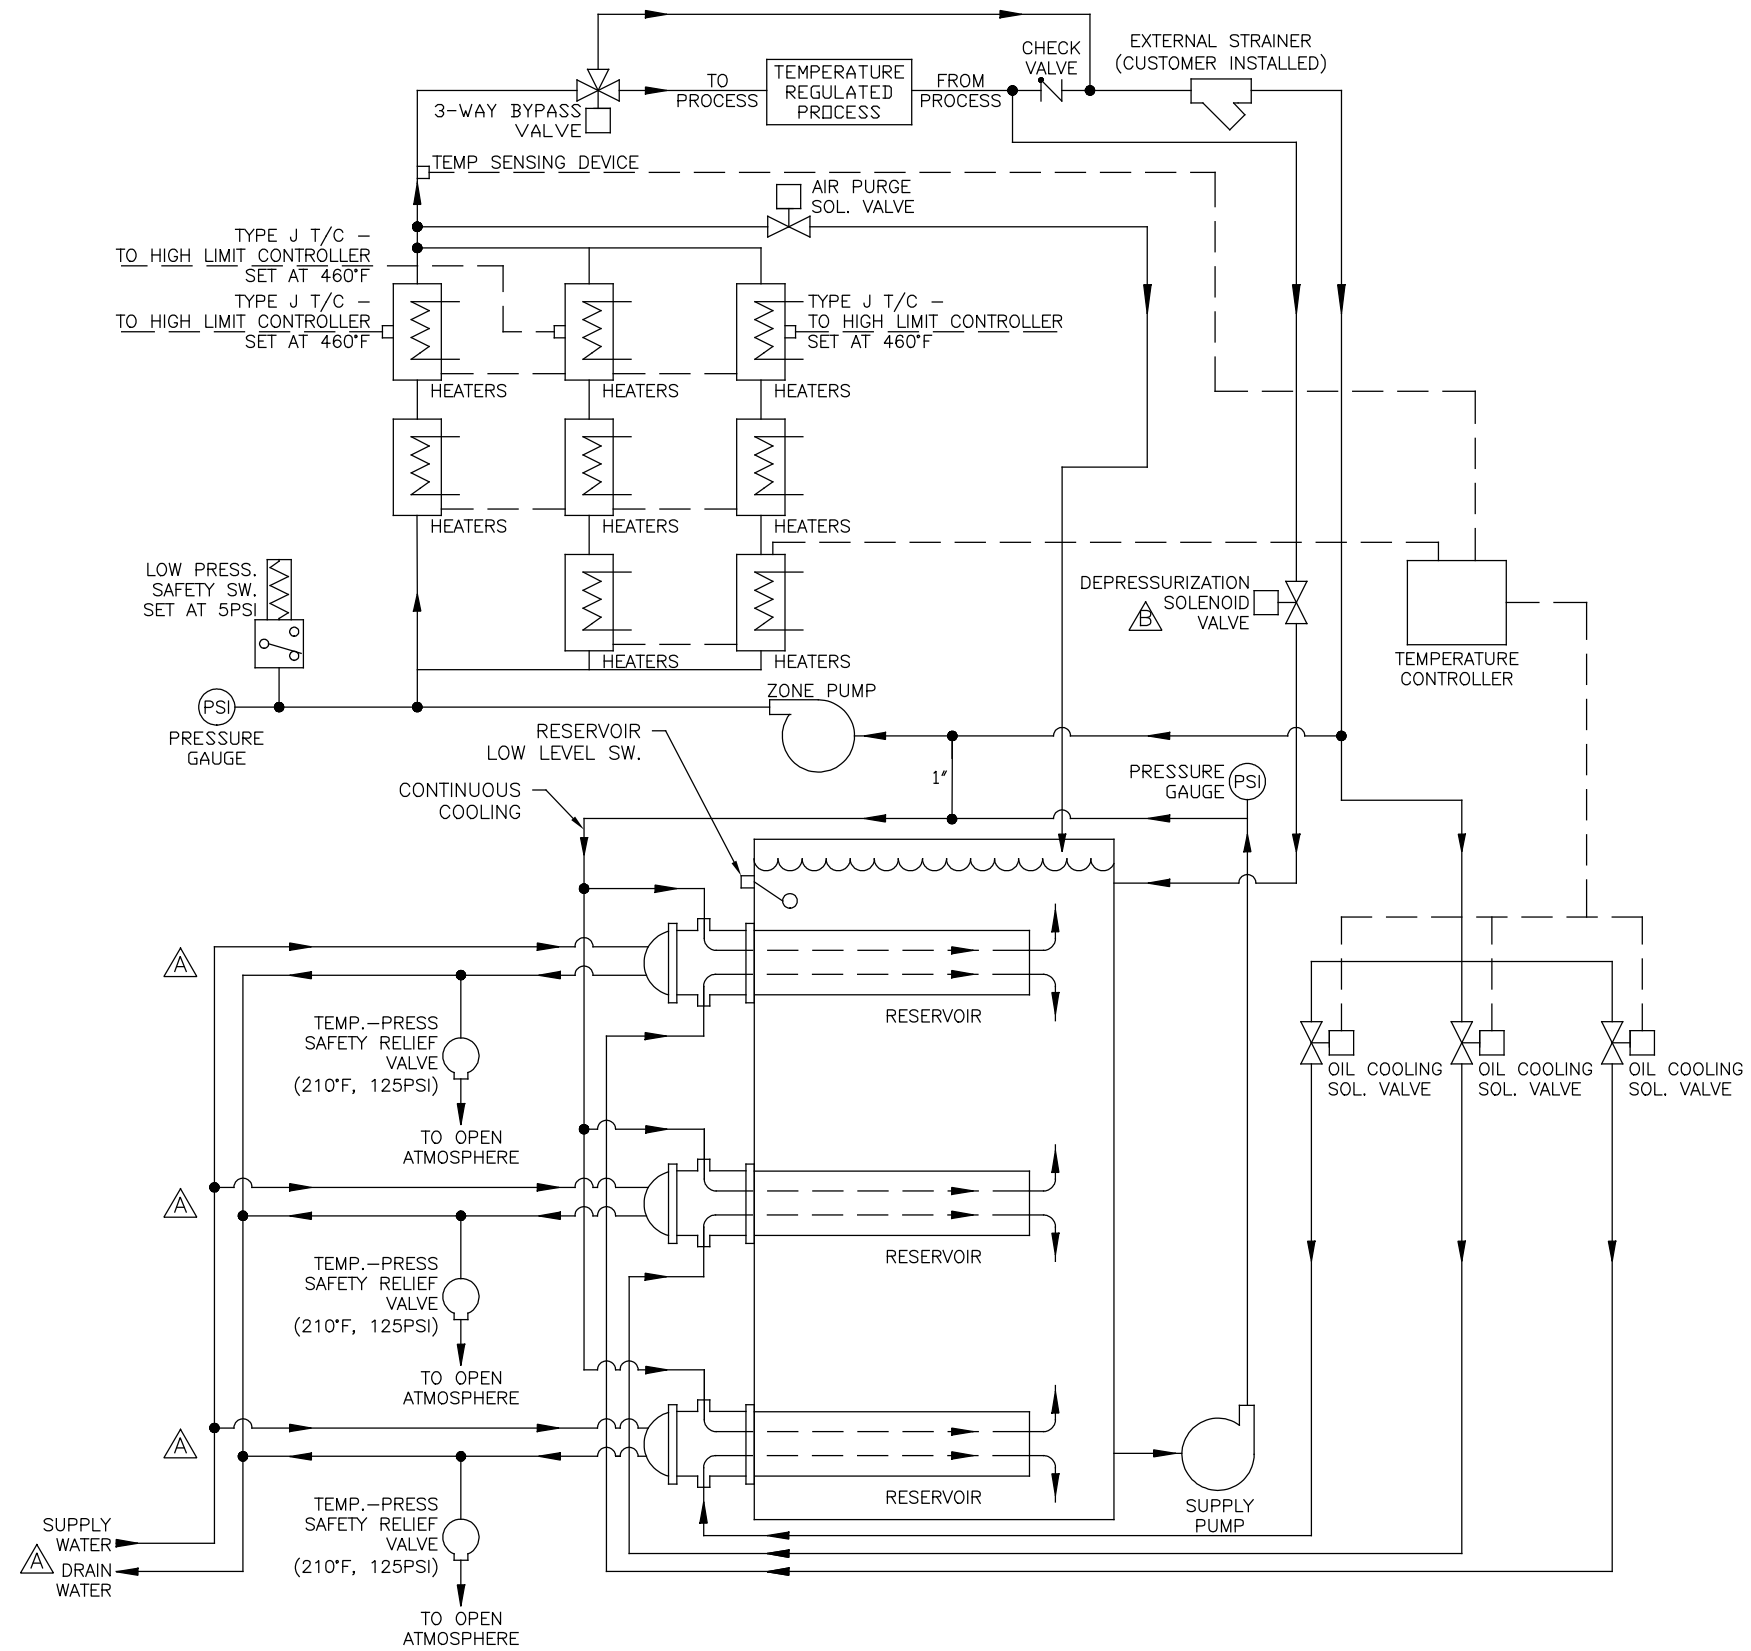 CHECK
VALVE
EXTERNAL STRAINER
(CUSTOMER INSTALLED)
TO
PROCESS
TEMPERATURE
REGULATED
PROCESS
FROM
PROCESS
3-WAY BYPASS
VALVE
TEMP SENSING DEVICE
AIR PURGE
SOL. VALVE
TYPE J T/C -
TO HIGH LIMIT CONTROLLER
SET AT 460°F
TYPE J T/C -
TO HIGH LIMIT CONTROLLER
SET AT 460°F
TYPE J T/C -
TO HIGH LIMIT CONTROLLER
SET AT 460°F
HEATERS
HEATERS
HEATERS
HEATERS
HEATERS
HEATERS
LOW PRESS.
SAFETY SW.
SET AT 5PSI
HEATERS
HEATERS
DEPRESSURIZATION
SOLENOID
VALVE
B
TEMPERATURE
CONTROLLER
PSI
PRESSURE
GAUGE
ZONE PUMP
RESERVOIR
LOW LEVEL SW.
1"
PRESSURE
GAUGE
PSI
CONTINUOUS
COOLING
A
RESERVOIR
TEMP.-PRESS
SAFETY RELIEF
VALVE
(210°F, 125PSI)
TO OPEN
ATMOSPHERE
OIL COOLING
SOL. VALVE
OIL COOLING
SOL. VALVE
OIL COOLING
SOL. VALVE
A
RESERVOIR
TEMP.-PRESS
SAFETY RELIEF
VALVE
(210°F, 125PSI)
TO OPEN
ATMOSPHERE
A
RESERVOIR
SUPPLY
PUMP
TEMP.-PRESS
SAFETY RELIEF
VALVE
(210°F, 125PSI)
TO OPEN
ATMOSPHERE
SUPPLY
WATER
A
DRAIN
WATER